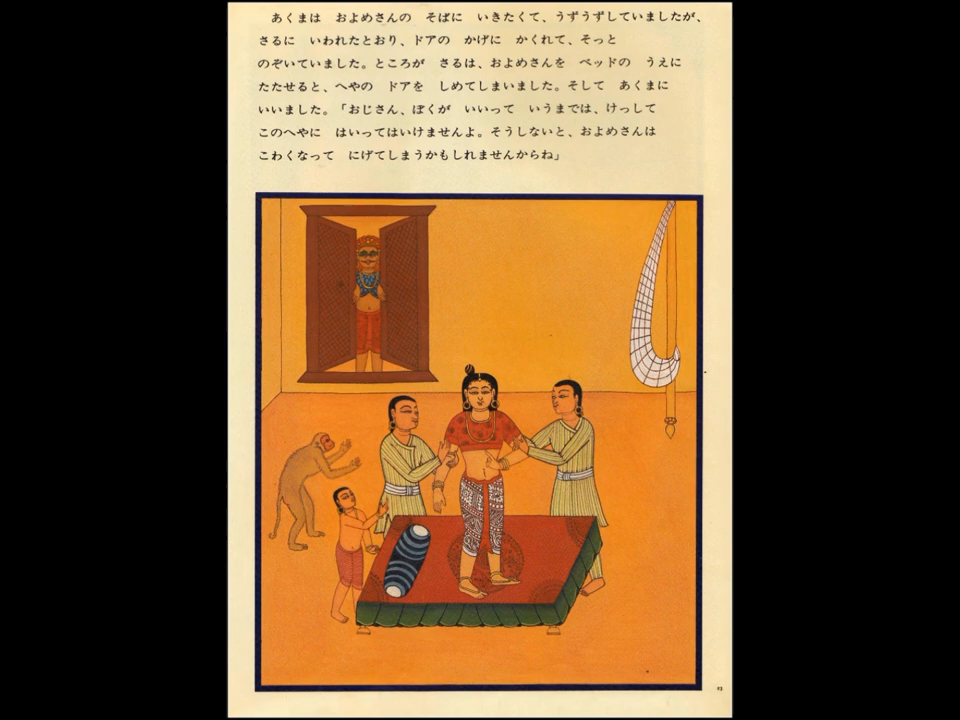 あくまは　およめさんの　そばに　いきたくて、うずうずしていましたが、
さるに　いわれたとおり、ドアの　かげに　かくれて、そっと
のぞいていました。ところが　さるは、およめさんを　ベッドの　うえに
たたせると、へやの　ドアを　しめてしまいました。そして　あくまに
いいました。「おじさん、ぼくが　いいって　いうまでは、けっして
このへやに　はいってはいけませんよ。そうしないと、およめさんは
こわくなって　にげてしまうかもしれませんからね」